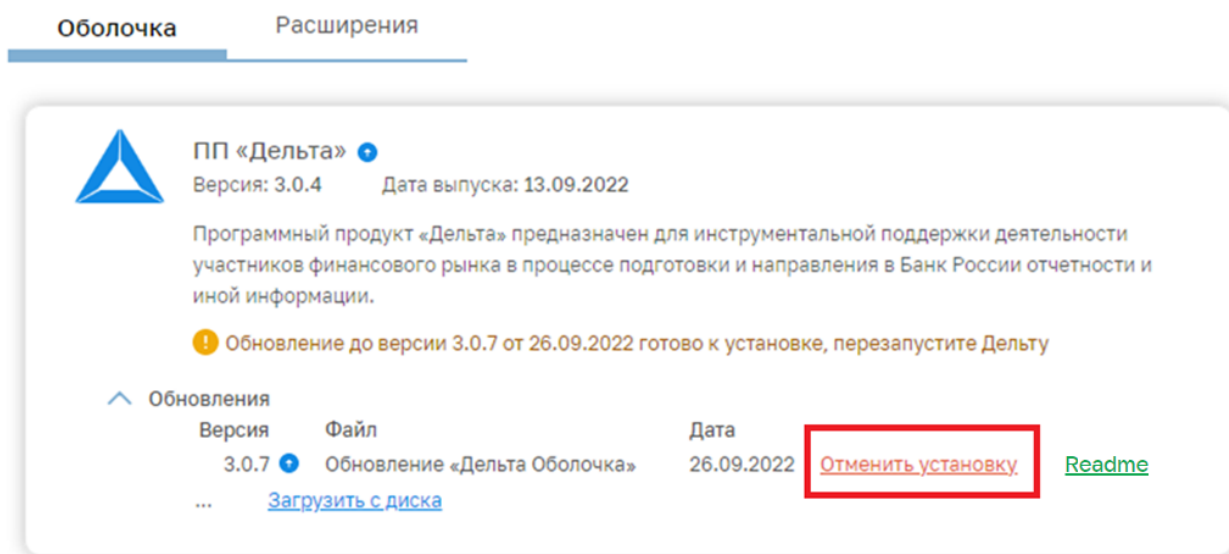 Оболочка Расширения
ПП «Дельта»
Версия: 3.0.4 Дата выпуска: 13.09.2022
Программный продукт «Дельта» предназначен для инструментальной поддержки деятельности
участников финансового рынка в процессе подготовки и направления в Банк России отчетности и
иной информации.
Обновление до версии 3.0.7 от 26.09.2022 готово к установке, перезапустите Дельту
Обновления
Версия Файл Дата
3.0.7 Обновление «Дельта Оболочка» 26.09.2022 Отменить установку Readme
... Загрузить с диска